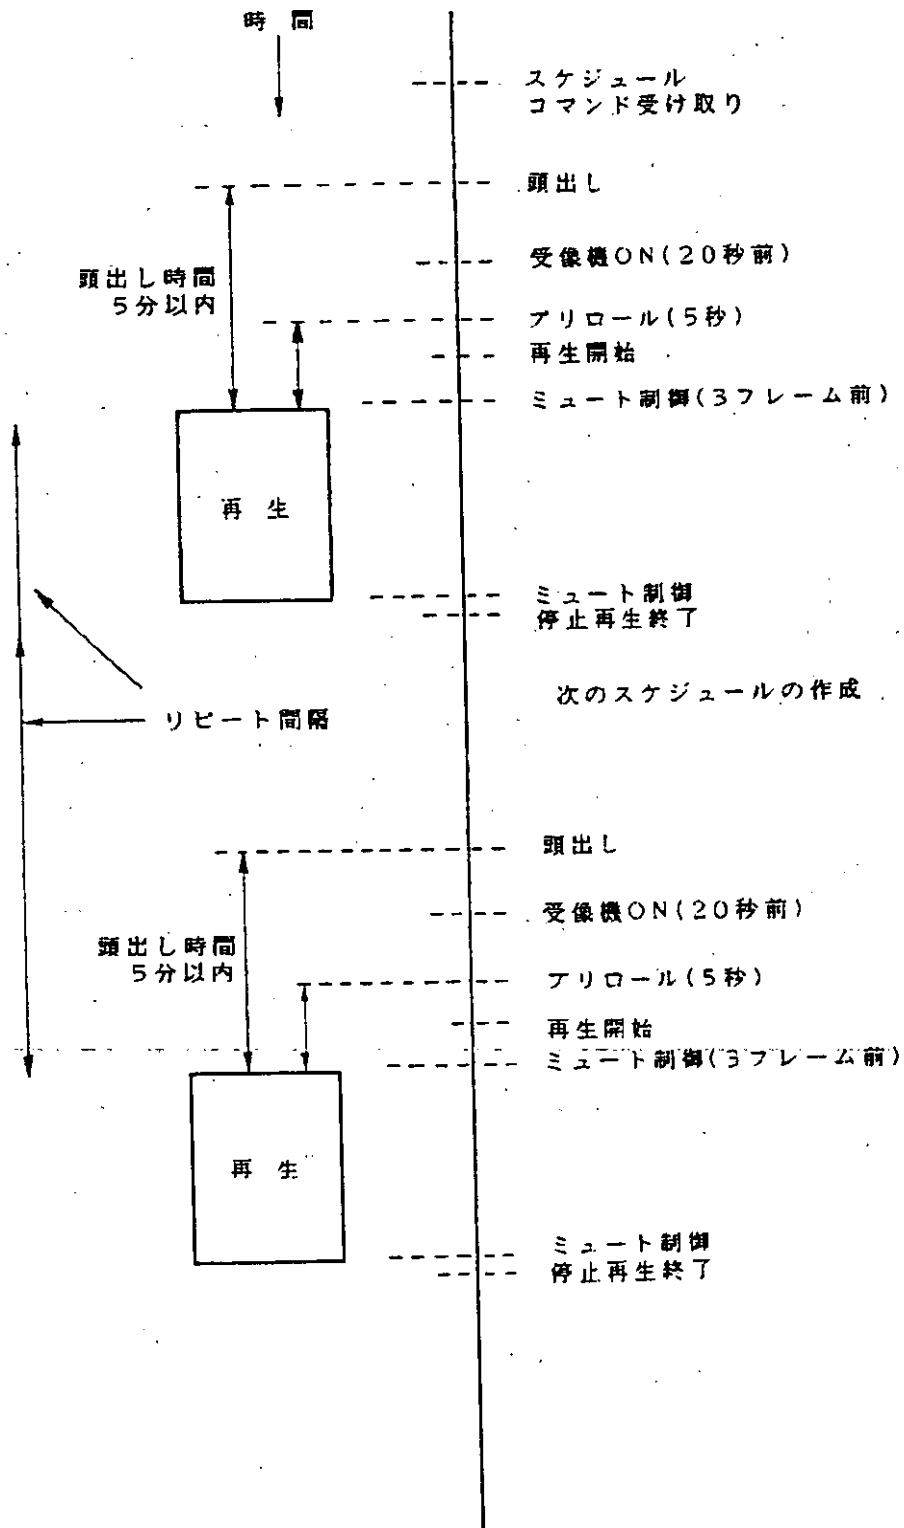 時間
スケジュール
コマンド受け取り
頭出し
受像機ON(20秒前)
頭出し時間
5分以内
プリロール(5秒)
再生開始
ミュート制御(3フレーム前)
再生
ミュート制御
停止再生終了
次のスケジュールの作成
リピート間隔
頭出し
受像機ON(20秒前)
頭出し時間
5分以内
プリロール(5秒)
再生開始
ミュート制御(3フレーム前)
再生
ミュート制御
停止再生終了